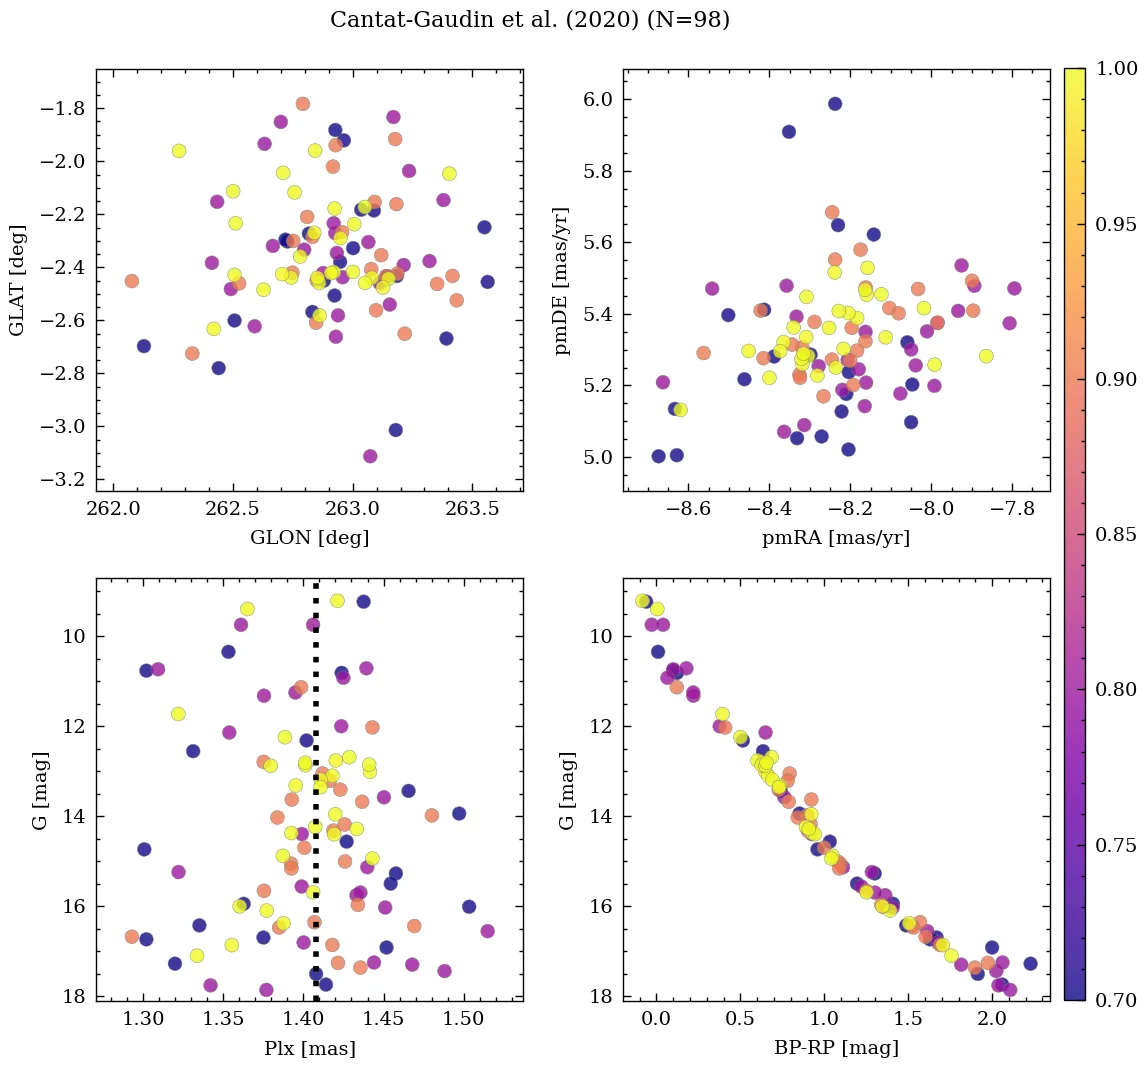 Cantat-Gaudin et al. (2020) (N=98)
−1.8
−2.0
−2.2
−2.4
−2.6
−2.8
−3.0
−3.2
GLAT [deg]
262.0 262.5 263.0 263.5
GLON [deg]
6.0
5.8
5.6
5.4
5.2
5.0
pmDE [mas/yr]
−8.6 −8.4 −8.2 −8.0 −7.8
pmRA [mas/yr]
10
12
14
16
18
G [mag]
1.30 1.35 1.40 1.45 1.50
Plx [mas]
10
12
14
16
18
G [mag]
0.0 0.5 1.0 1.5 2.0
BP-RP [mag]
1.00
0.95
0.90
0.85
0.80
0.75
0.70